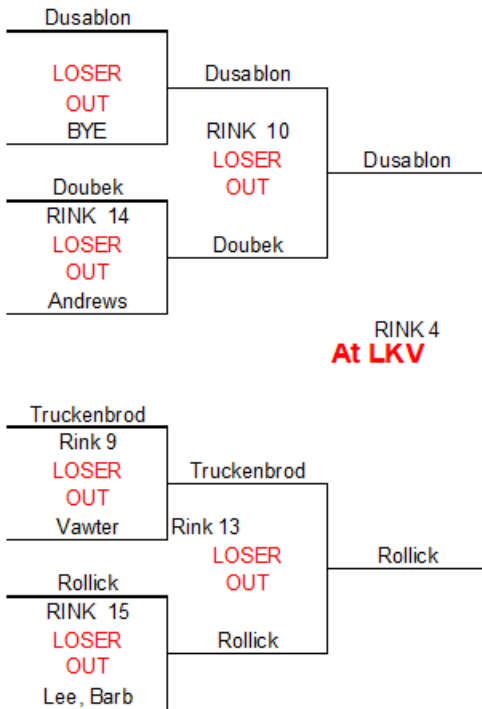 Dusablon
LOSER
OUT
BYE
Dusablon
RINK 10
LOSER
OUT
Dusablon
Doubek
RINK 14
LOSER
OUT
Andrews
Doubek
RINK 4
At LKV
Truckenbrod
Rink 9
LOSER
OUT
Vawter
Truckenbrod
Rink 13
LOSER
OUT
Rollick
Rollick
RINK 15
LOSER
OUT
Lee, Barb
Rollick